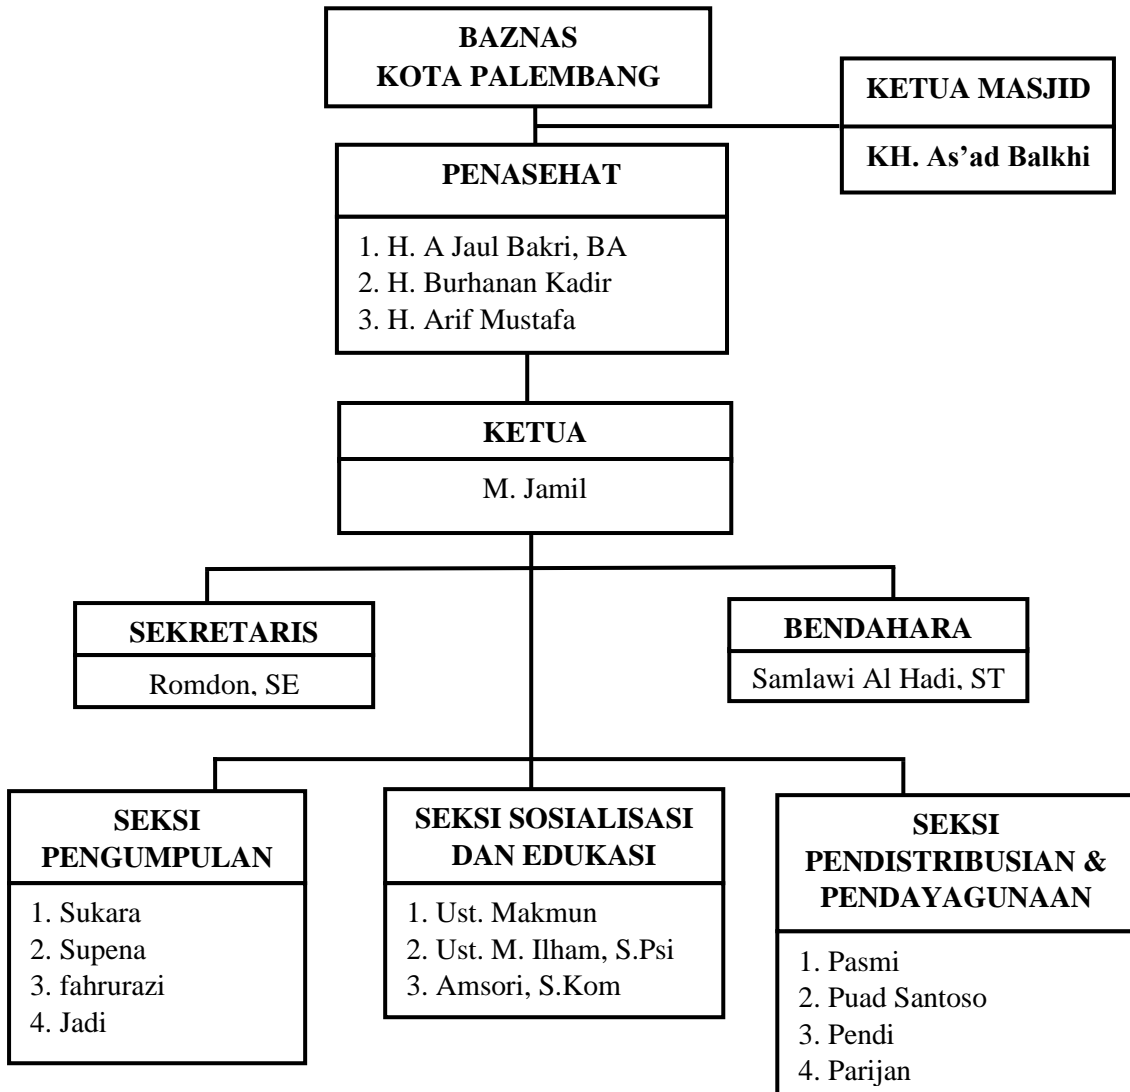 BAZNAS
KOTA PALEMBANG
KETUA MASJID
KH. As’ad Balkhi
PENASEHAT
1. H. A Jaul Bakri, BA
2. H. Burhanan Kadir
3. H. Arif Mustafa
KETUA
M. Jamil
SEKRETARIS
Romdon, SE
BENDAHARA
Samlawi Al Hadi, ST
SEKSI
PENGUMPULAN
1. Sukara
2. Supena
3. fahrurazi
4. Jadi
SEKSI SOSIALISASI
DAN EDUKASI
1. Ust. Makmun
2. Ust. M. Ilham, S.Psi
3. Amsori, S.Kom
SEKSI
PENDISTRIBUSIAN &
PENDAYAGUNAAN
1. Pasmi
2. Puad Santoso
3. Pendi
4. Parijan